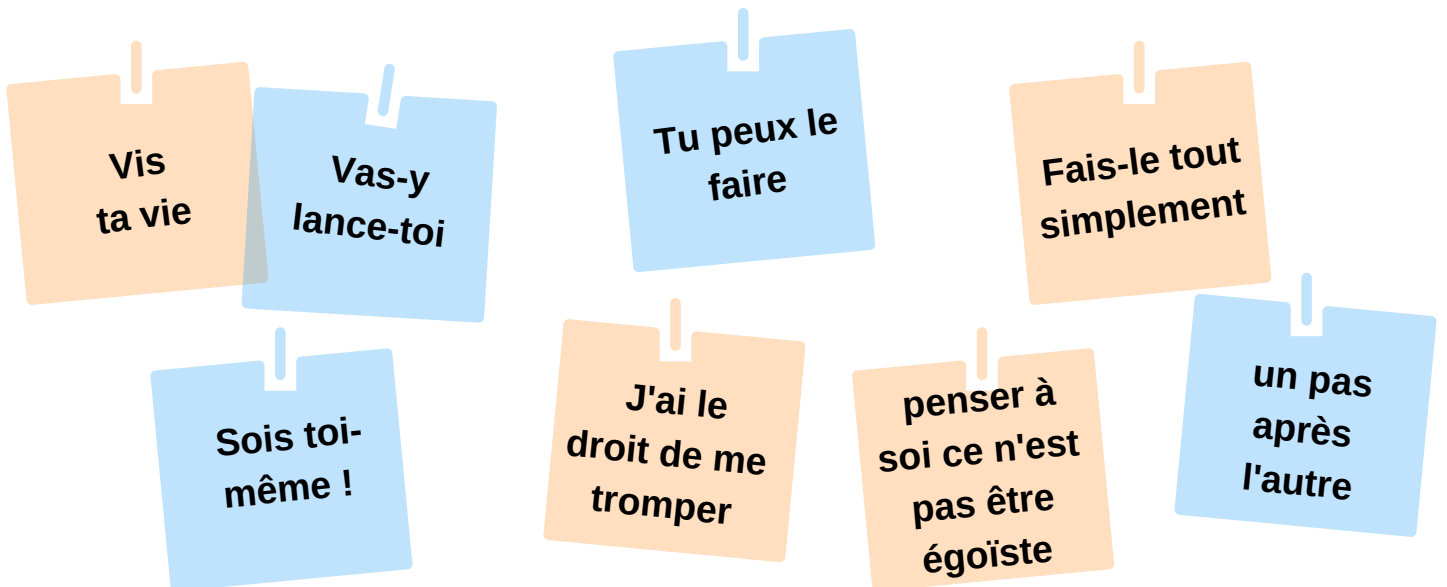 Vis
ta vie
Vas-y
lance-toi
Tu peux le
faire
Fais-le tout
simplement
Sois toi-
même !
J'ai le
droit de me
tromper
penser à
soi ce n'est
pas être
égoïste
un pas
après
l'autre